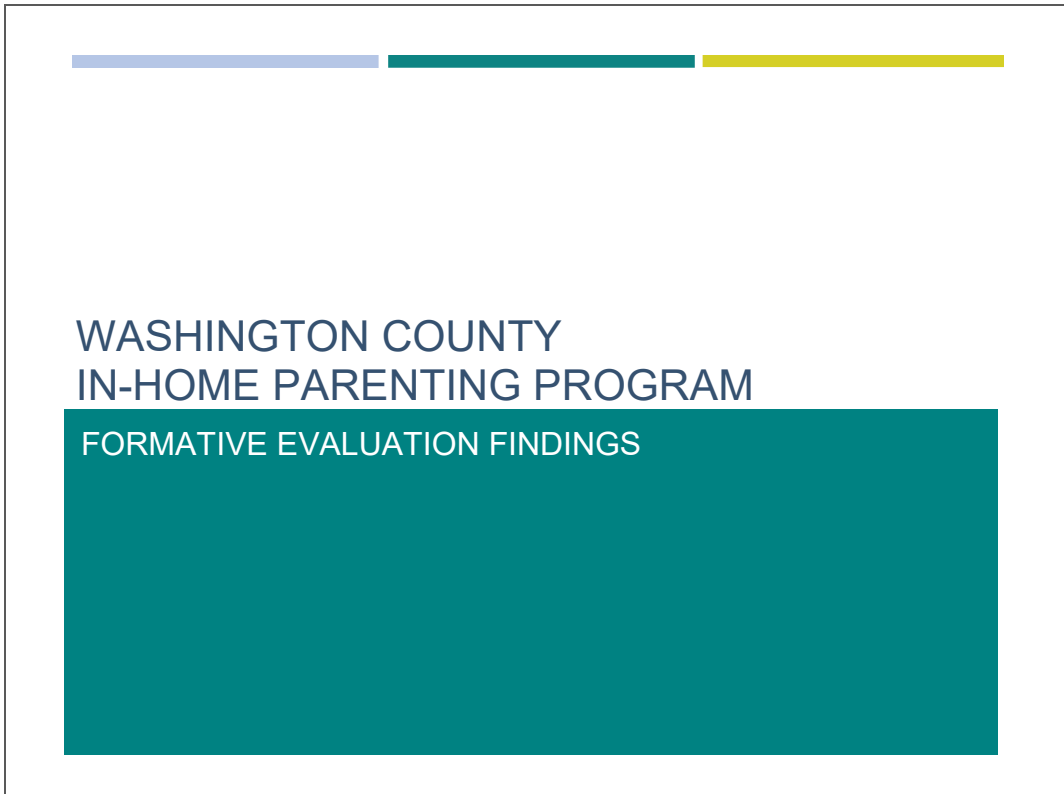 WASHINGTON COUNTY
IN-HOME PARENTING PROGRAM
FORMATIVE EVALUATION FINDINGS